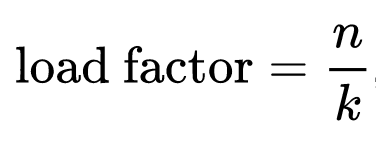 load factor = n/k,